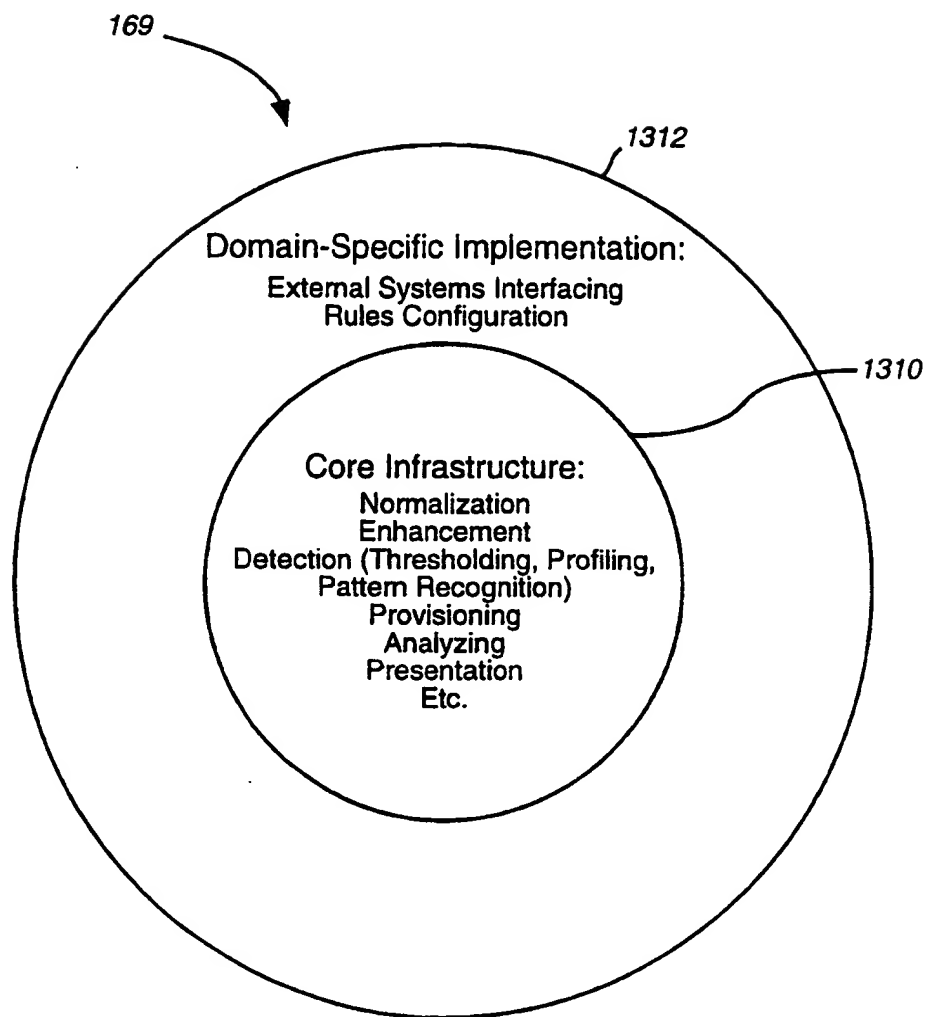 169
1312
Domain-Specific Implementation:
External Systems Interfacing
Rules Configuration
1310
Core Infrastructure:
Normalization
Enhancement
Detection (Thresholding, Profiling,
Pattern Recognition)
Provisioning
Analyzing
Presentation
Etc.